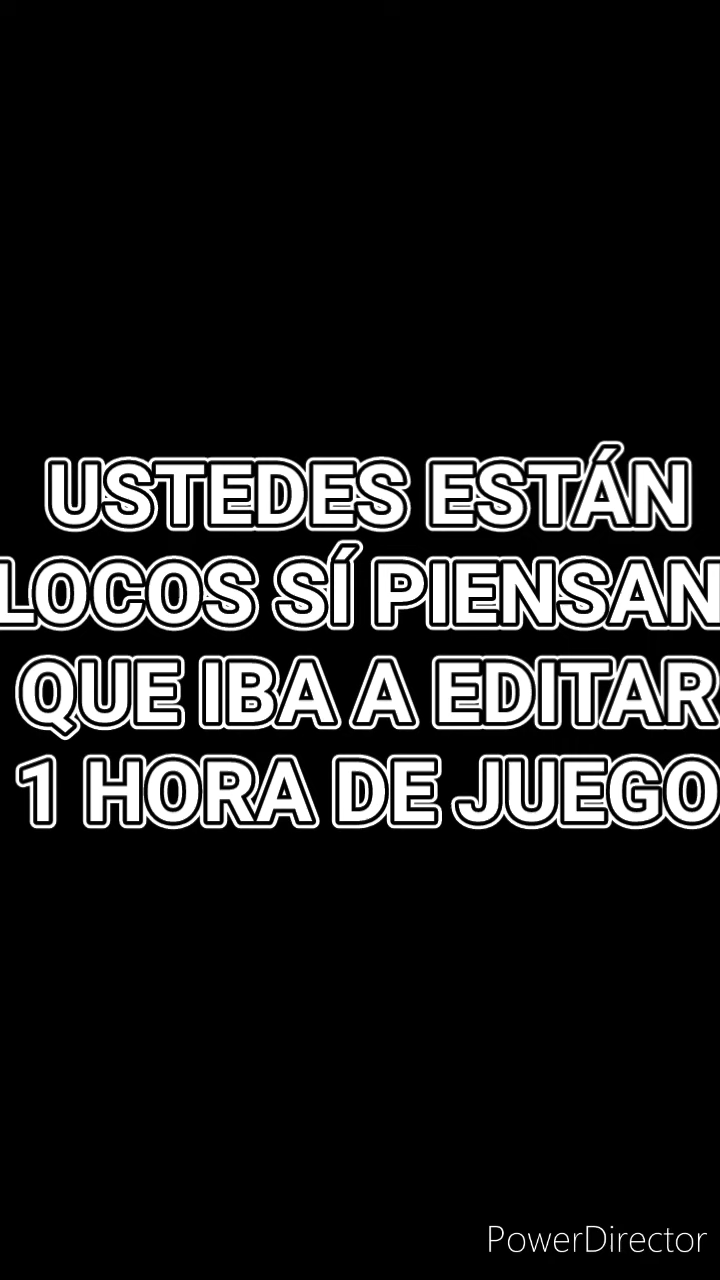 USTEDES ESTÁN
LOCOS SÍ PIENSAN
QUE IBA A EDITAR
1 HORA DE JUEGO
PowerDirector